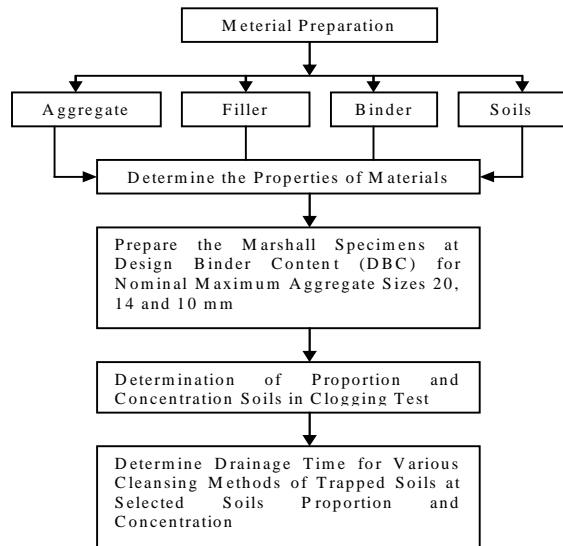 Meterial Preparation
Aggregate
Filler
Binder
Soils
Determine the Properties of Materials
Prepare the Marshall Specimens at
Design Binder Content (DBC) for
Nominal Maximum Aggregate Sizes 20,
14 and 10 mm
Determination of Proportion and
Concentration Soils in Clogging Test
Determine Drainage Time for Various
Cleansing Methods of Trapped Soils at
Selected Soils Proportion and
Concentration